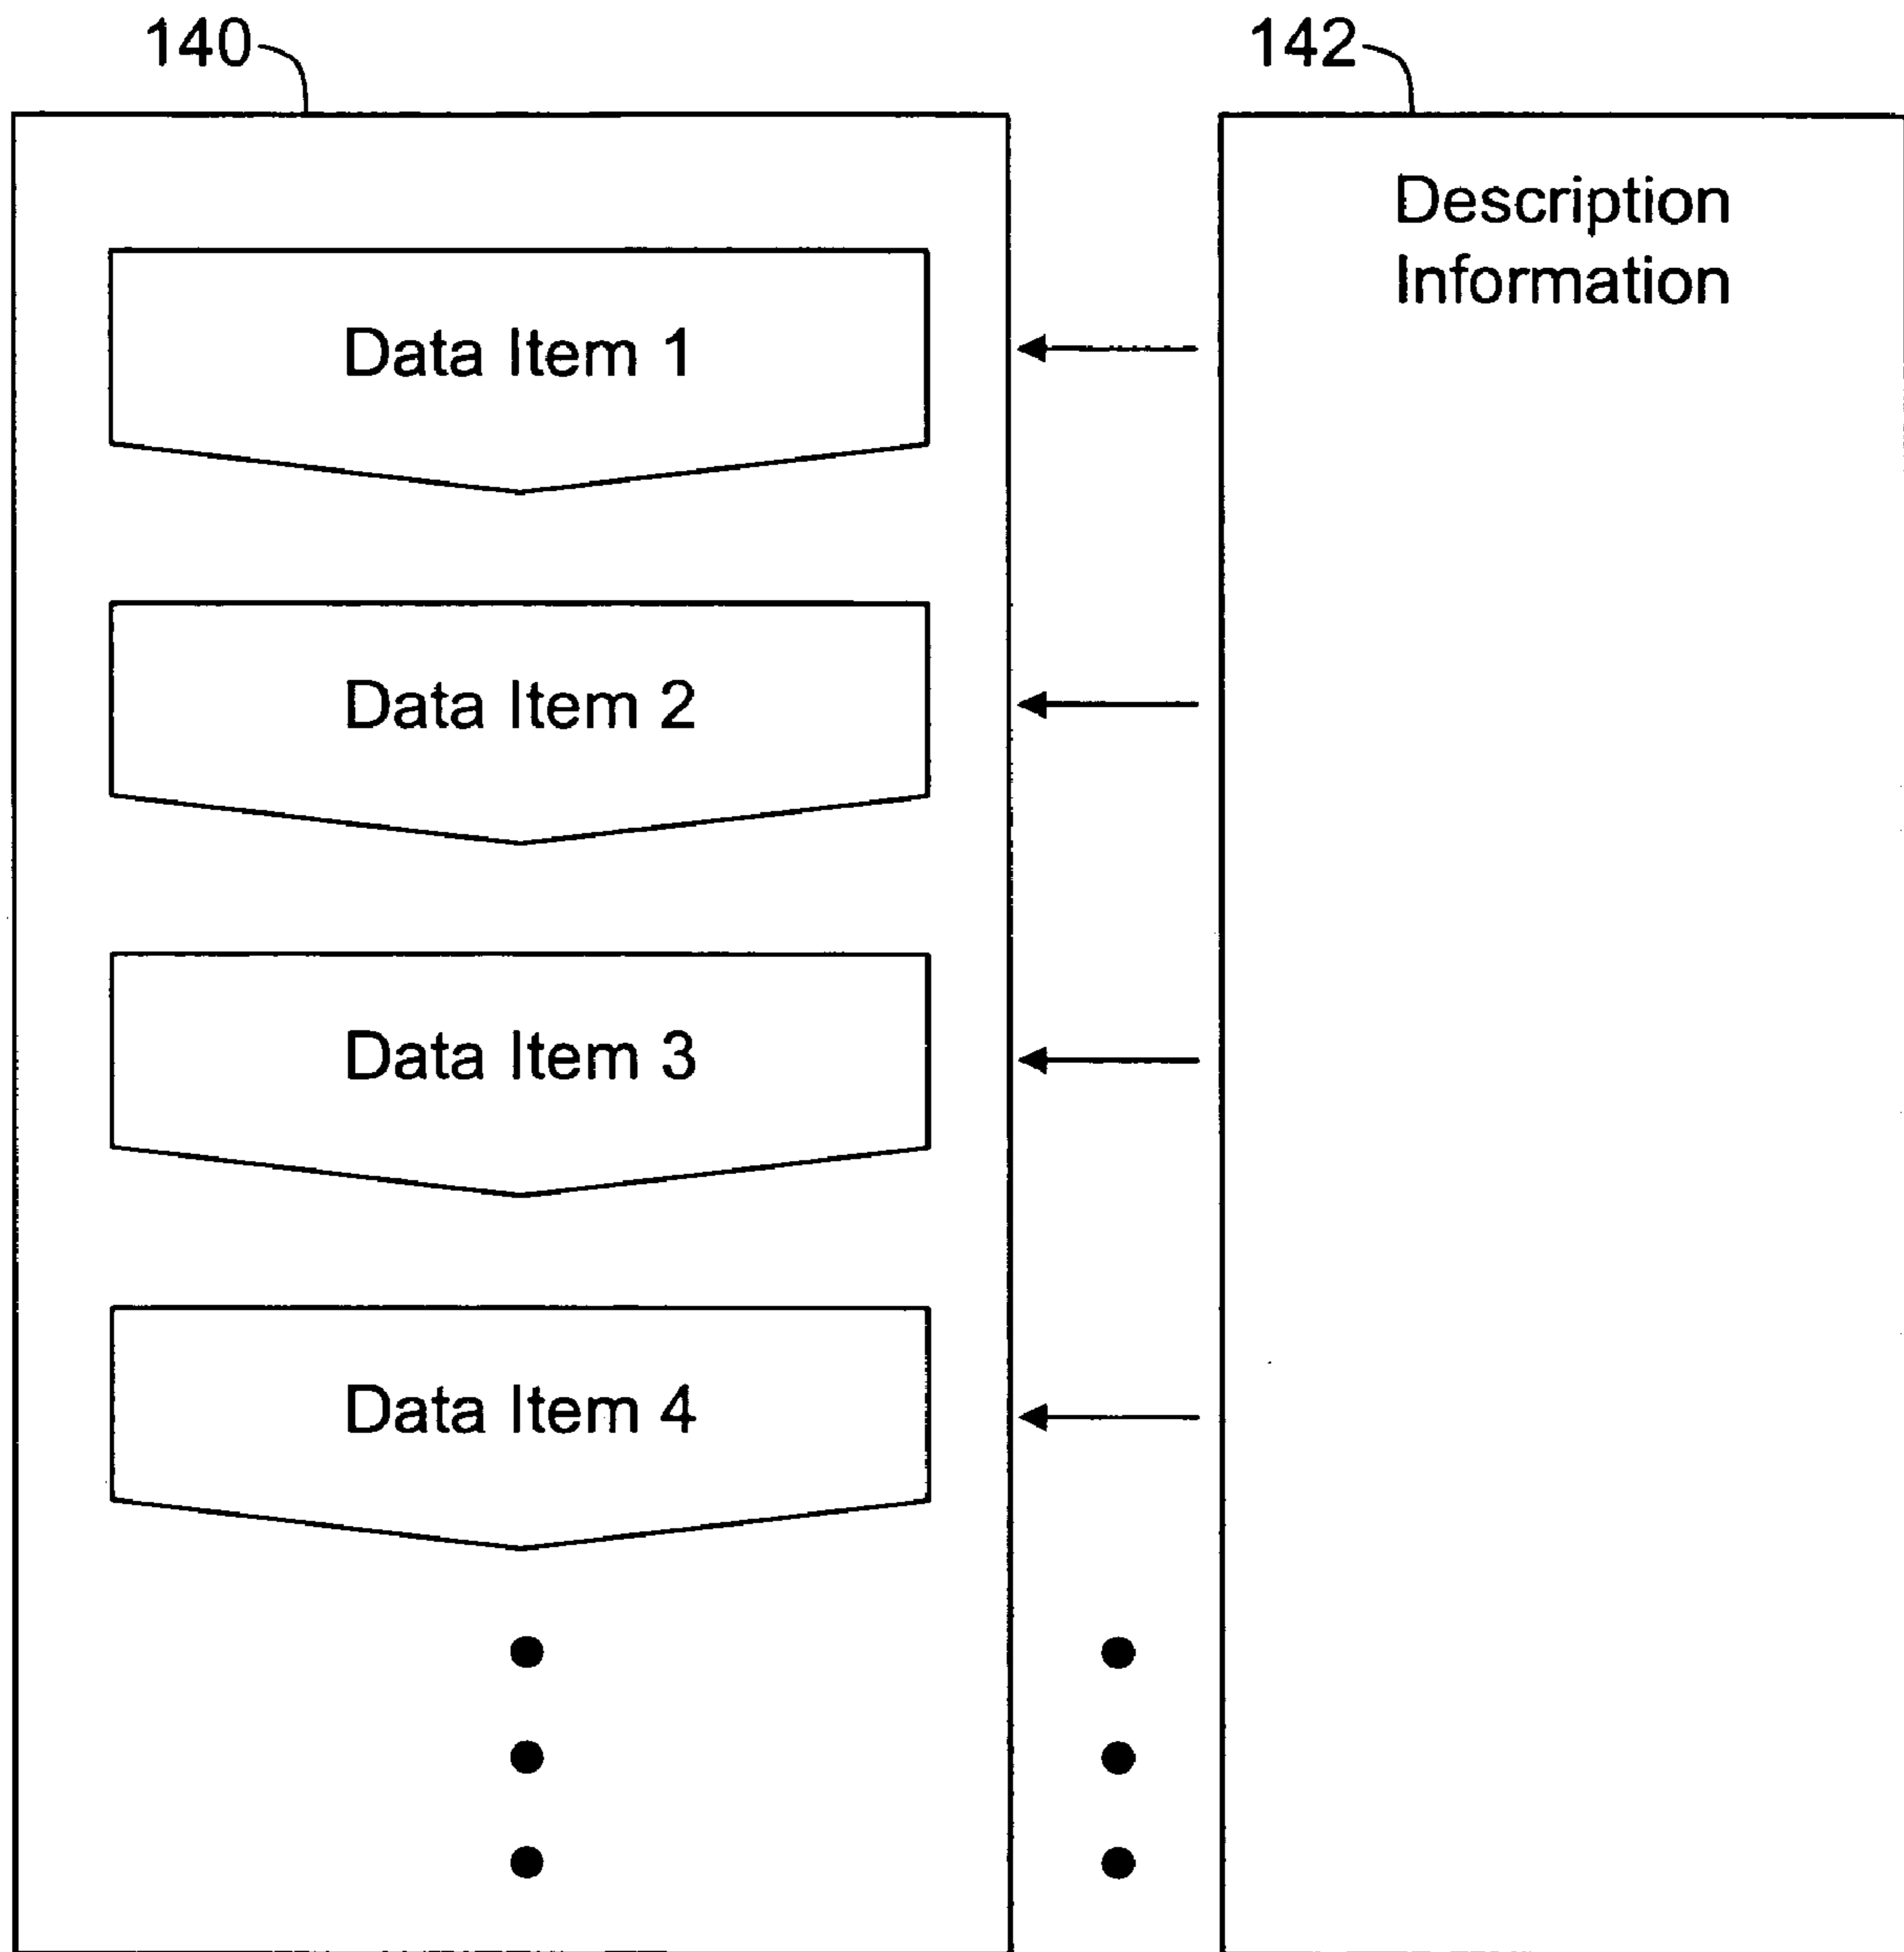 140
142
Description
Information
Data Item 1
Data Item 2
Data Item 3
Data Item 4